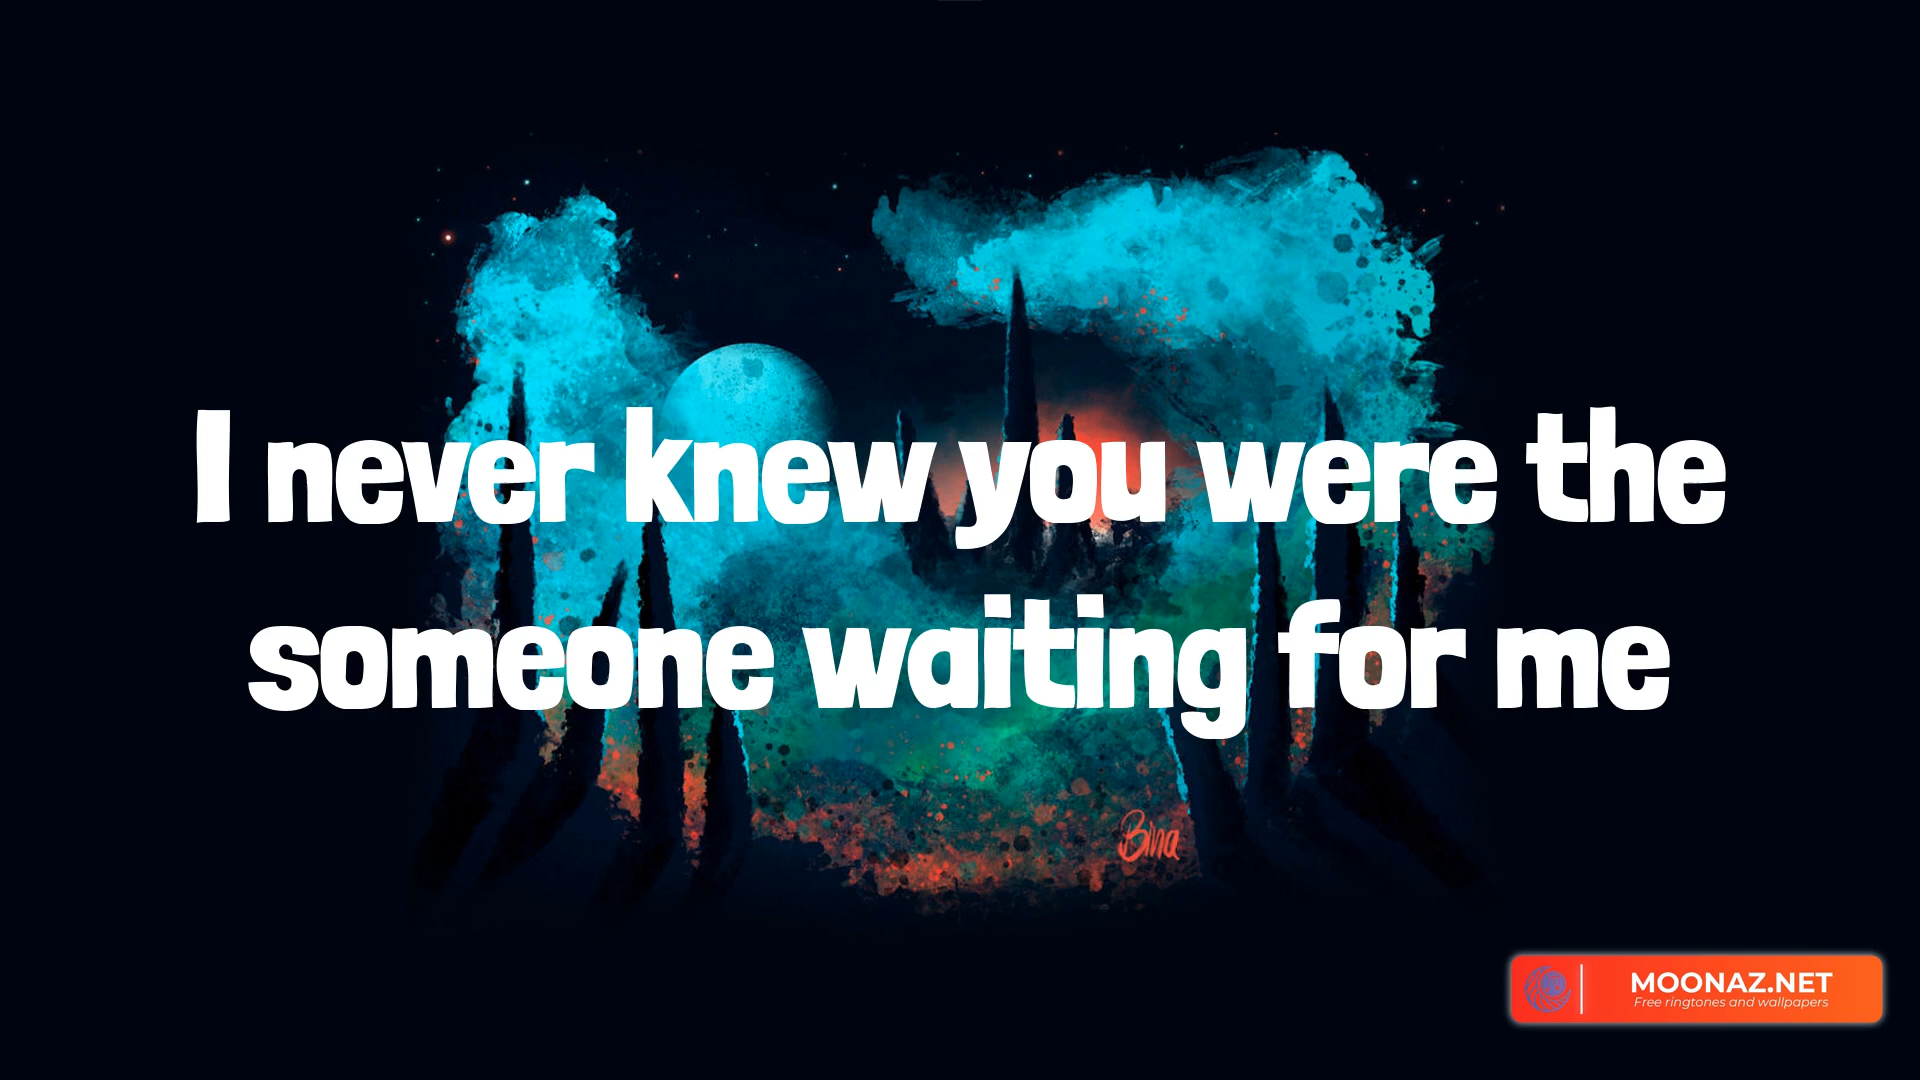 I never knew you were the
someone waiting for me
Bina
MOONAZ.NET
Free ringtones and wallpapers